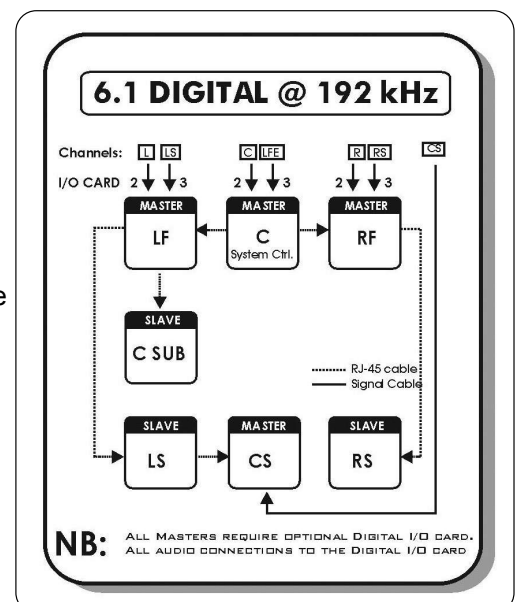 6.1 DIGITAL @ 192 kHz
Channels: L LS C LFE R RS CS
I/O CARD 2 3 2 3 2 3
MASTER MASTER MASTER
LF C RF
System Ctrl.
e
SLAVE
C SUB
RJ-45 cable
Signal Cable
SLAVE MASTER SLAVE
LS CS RS
NB: ALL MASTERS REQUIRE OPTIONAL DIGITAL I/O CARD.
ALL AUDIO CONNECTIONS TO THE DIGITAL I/O CARD